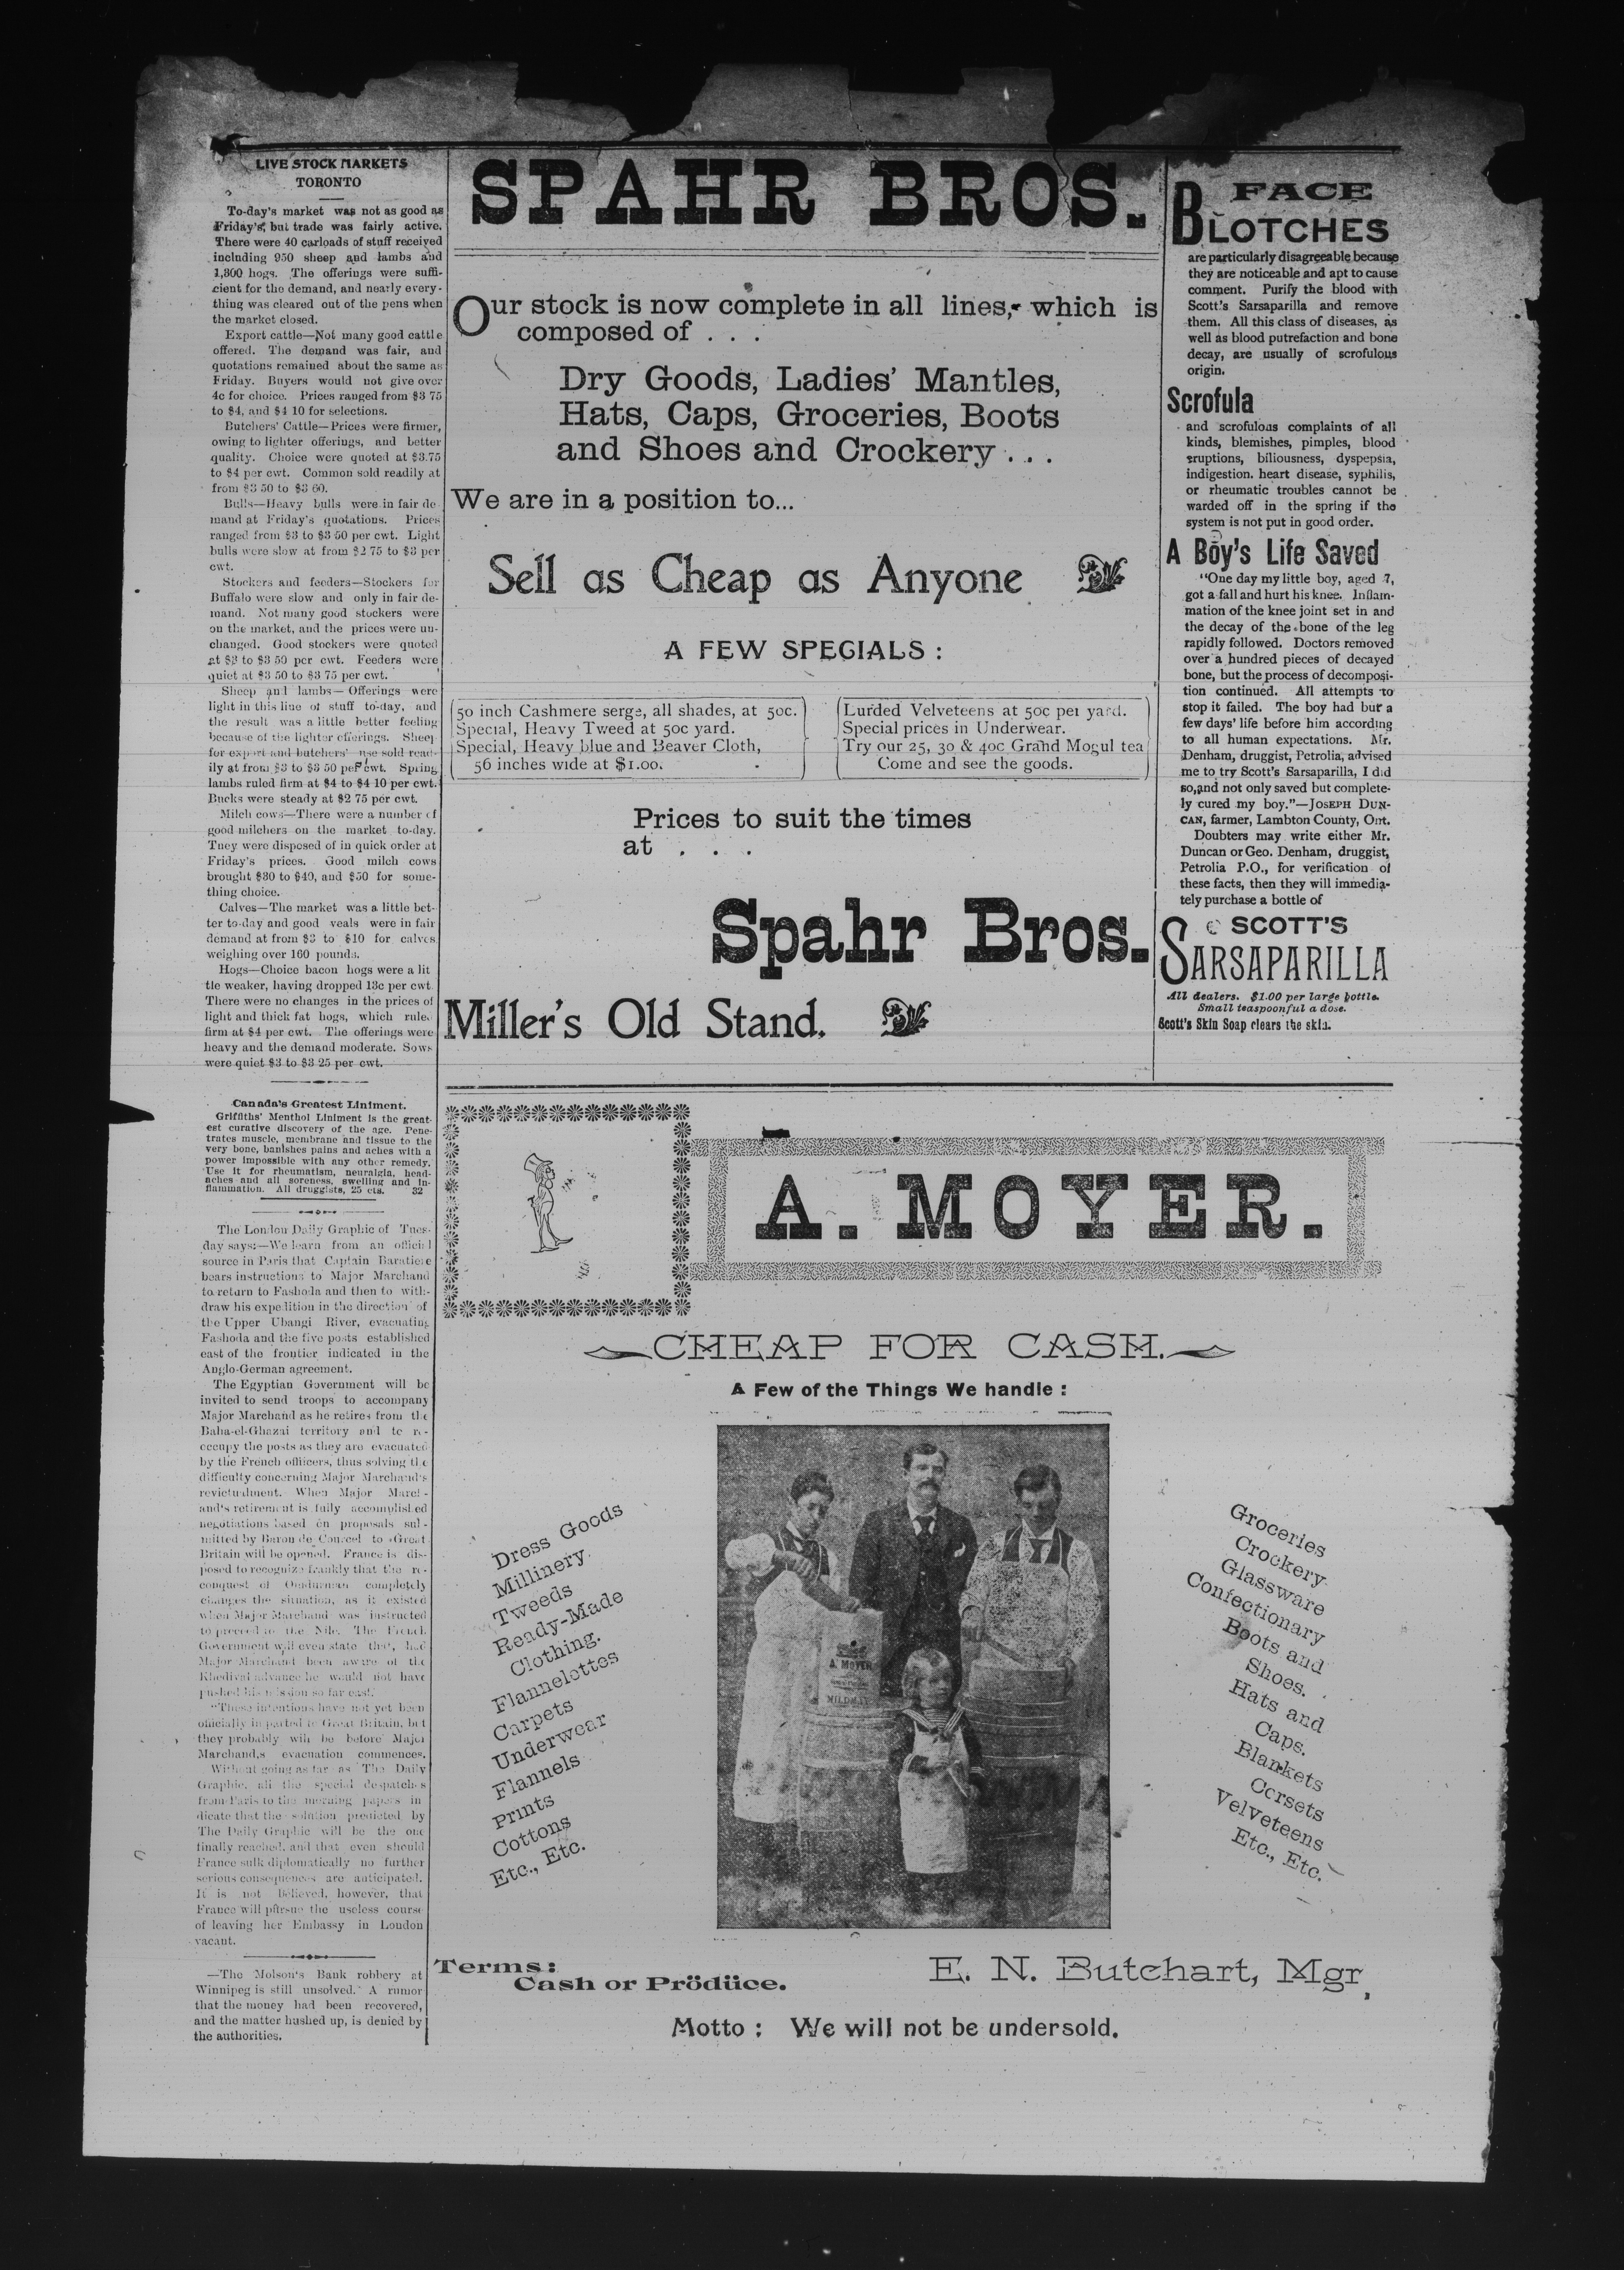 LIVE STOCK MARKETS
TORONTO
To-day's market was not as good as
Friday's, but trade was fairly active.
There were 40 carloads of stuff received
including 950 sheep and lambs and
1,800 hogs. The offerings were suffi-
cient for the demand, and nearly every-
thing was cleared out of the pens when
the market closed.
Export cattle—Not many good cattle
offered. The demand was fair, and
quotations remained about the same as
Friday. Buyers would not give over
4c for choice. Prices ranged from $3 75
to $4, and $4 10 for selections.
Butchers' Cattle—Prices were firmer,
owing to lighter offerings, and better
quality. Choice were quoted at $3.75
to $4 per cwt. Common sold readily at
from $3 50 to $3 60.
Bulls—Heavy bulls were in fair de-
mand at Friday's quotations. Prices
ranged from $3 to $3 50 per cwt. Light
bulls were slow at from $2 75 to $3 per
cwt.
Stockers and feeders—Stockers for
Buffalo were slow and only in fair de-
mand. Not many good stockers were
on the market, and the prices were un-
changed. Good stockers were quoted
at $3 to $3 50 per cwt. Feeders were
quiet at $3 50 to $3 75 per cwt.
Sheep and lambs—Offerings were
light in this line of stuff to-day, and
the result was a little better feeling
because of the lighter offerings. Sheep
for export and butchers' use sold read-
ily at from $3 to $3 50 per cwt. Spring
lambs ruled firm at $4 to $4 10 per cwt.
Bucks were steady at $2 75 per cwt.
Milch cows—There were a number of
good milchers on the market to-day.
They were disposed of in quick order at
Friday's prices. Good milch cows
brought $30 to $40, and $50 for some-
thing choice.
Calves—The market was a little bet-
ter to-day and good veals were in fair
demand at from $3 to $10 for calves
weighing over 160 pounds.
Hogs—Choice bacon hogs were a lit
tle weaker, having dropped 13c per cwt.
There were no changes in the prices of
light and thick fat hogs, which ruled
firm at $4 per cwt. The offerings were
heavy and the demand moderate. Sows
were quiet $3 to $3 25 per cwt.
Canada's Greatest Liniment.
Griffiths' Menthol Liniment is the great-
est curative discovery of the age. Pene-
trates muscle, membrane and tissue to the
very bone, banishes pains and aches with a
power impossible with any other remedy.
Use it for rheumatism, neuralgia, head-
aches and all soreness, swelling and in-
flammation. All druggists, 25 cts. 32
The London Daily Graphic of Tues-
day says:—We learn from an official
source in Paris that Captain Baratiere
bears instructions to Major Marchand
to return to Fashoda and then to with-
draw his expedition in the direction of
the Upper Ubangi River, evacuating
Fashoda and the five posts established
east of the frontier indicated in the
Anglo-German agreement.
The Egyptian Government will be
invited to send troops to accompany
Major Marchand as he retires from the
Baha-el-Ghazai territory and to re-
occupy the posts as they are evacuated
by the French officers, thus solving the
difficulty concerning Major Marchand's
revictualment. When Major March-
and's retirement is fully accomplished
negotiations based on proposals sub-
mitted by Baron de Courcel to Great
Britain will be opened. France is dis-
posed to recognize frankly that the re-
conquest of Omdurman completely
changes the situation, as it existed
when Major Marchand was instructed
to proceed to the Nile. The French
Government will even state that, had
Major Marchand been aware of the
Khedival advance he would not have
pushed his mission so far east.
"These intentions have not yet been
officially imparted to Great Britain, but
they probably will be before Major
Marchand,s evacuation commences.
Without going as far as The Daily
Graphic, all the special despatches
from Paris to the morning papers in
dicate that the solution predicted by
The Daily Graphic will be the one
finally reached, and that even should
France sulk diplomatically no further
serious consequences are anticipated.
It is not believed, however, that
France will pursue the useless course
of leaving her Embassy in London
vacant.
—The Molson's Bank robbery at
Winnipeg is still unsolved. A rumor
that the money had been recovered,
and the matter hushed up, is denied by
the authorities.
SPAHR BROS.
Our stock is now complete in all lines, which is
composed of . . .
Dry Goods, Ladies' Mantles,
Hats, Caps, Groceries, Boots
and Shoes and Crockery . . .
We are in a position to...
Sell as Cheap as Anyone
A FEW SPECIALS :
50 inch Cashmere serge, all shades, at 50c.
Special, Heavy Tweed at 50c yard.
Special, Heavy blue and Beaver Cloth,
56 inches wide at $1.00.
Lurded Velveteens at 50c per yard.
Special prices in Underwear.
Try our 25, 30 & 40c Grand Mogul tea
Come and see the goods.
Prices to suit the times
at . . .
Spahr Bros.
Miller's Old Stand.
FACE
BLOTCHES
are particularly disagreeable because
they are noticeable and apt to cause
comment. Purify the blood with
Scott's Sarsaparilla and remove
them. All this class of diseases, as
well as blood putrefaction and bone
decay, are usually of scrofulous
origin.
Scrofula
and scrofulous complaints of all
kinds, blemishes, pimples, blood
eruptions, biliousness, dyspepsia,
indigestion. heart disease, syphilis,
or rheumatic troubles cannot be
warded off in the spring if the
system is not put in good order.
A Boy's Life Saved
"One day my little boy, aged 7,
got a fall and hurt his knee. Inflam-
mation of the knee joint set in and
the decay of the bone of the leg
rapidly followed. Doctors removed
over a hundred pieces of decayed
bone, but the process of decomposi-
tion continued. All attempts to
stop it failed. The boy had but a
few days' life before him according
to all human expectations. Mr.
Denham, druggist, Petrolia, advised
me to try Scott's Sarsaparilla, I did
so, and not only saved but complete-
ly cured my boy."—JOSEPH DUN-
CAN, farmer, Lambton County, Ont.
Doubters may write either Mr.
Duncan or Geo. Denham, druggist,
Petrolia P.O., for verification of
these facts, then they will immedia-
tely purchase a bottle of
SCOTT'S
SARSAPARILLA
All dealers. $1.00 per large bottle.
Small teaspoonful a dose.
Scott's Skin Soap clears the skin.
A. MOYER.
CHEAP FOR CASH.
A Few of the Things We handle :
Dress Goods
Millinery
Tweeds
Ready-Made
Clothing.
Flannelettes
Carpets
Underwear
Flannels
Prints
Cottons
Etc., Etc.
A. MOYER
MILDMAY
Groceries
Crockery
Glassware
Confectionary
Boots and
Shoes.
Hats and
Caps.
Blankets
Corsets
Velveteens
Etc., Etc.
Terms:
Cash or Prodüce.
E. N. Butchart, Mgr.
Motto : We will not be undersold.